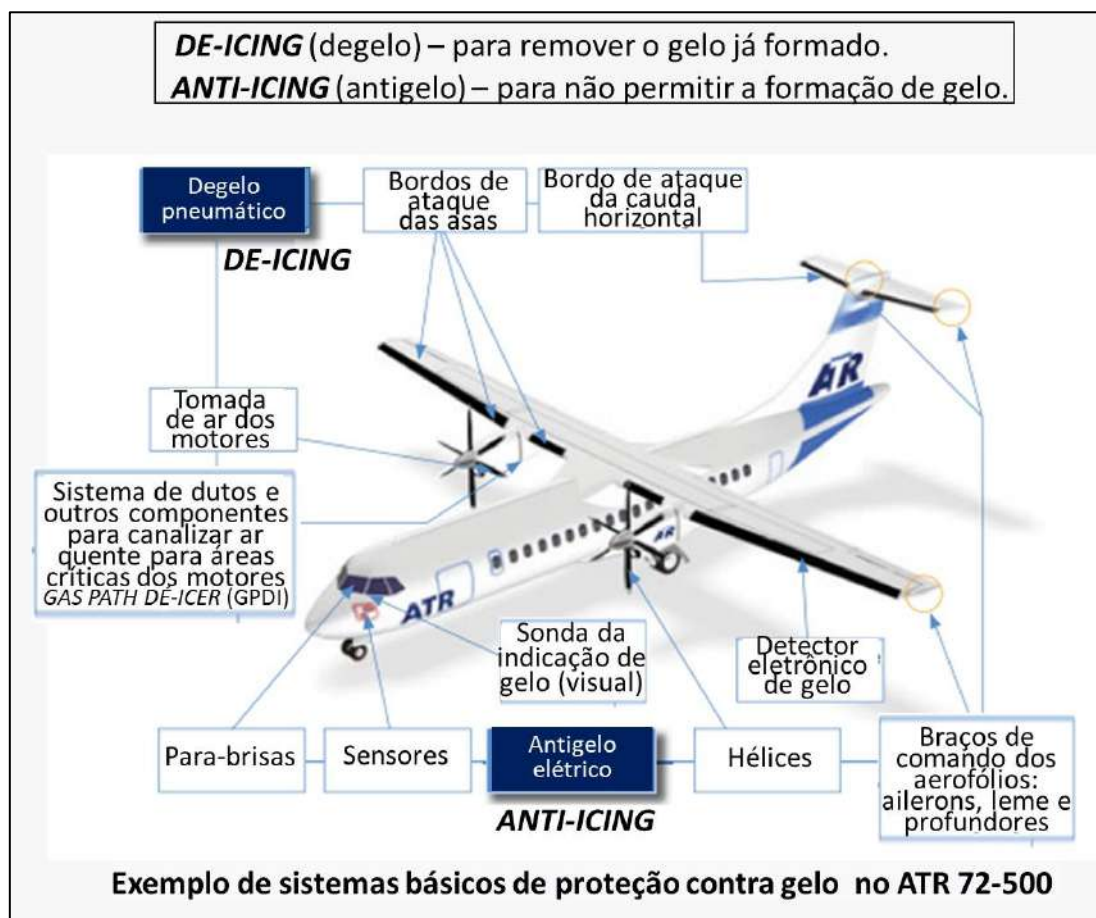 DE-ICING (degelo) – para remover o gelo já formado.
ANTI-ICING (antigelo) – para não permitir a formação de gelo.
Degelo
pneumático
Bordos de
ataque
das asas
Bordo de ataque
da cauda
horizontal
DE-ICING
ATR
Tomada
de ar dos
motores
Sistema de dutos e
outros componentes
para canalizar ar
quente para áreas
críticas dos motores
GAS PATH DE-ICER (GPDI)
ATR
ATR
Sonda da
indicação de
gelo (visual)
Detector
eletrônico
de gelo
Para-brisas
Sensores
Antigelo
elétrico
Hélices
Braços de
comando dos
aerofólios:
ailerons, leme e
profundores
ANTI-ICING
Exemplo de sistemas básicos de proteção contra gelo no ATR 72-500